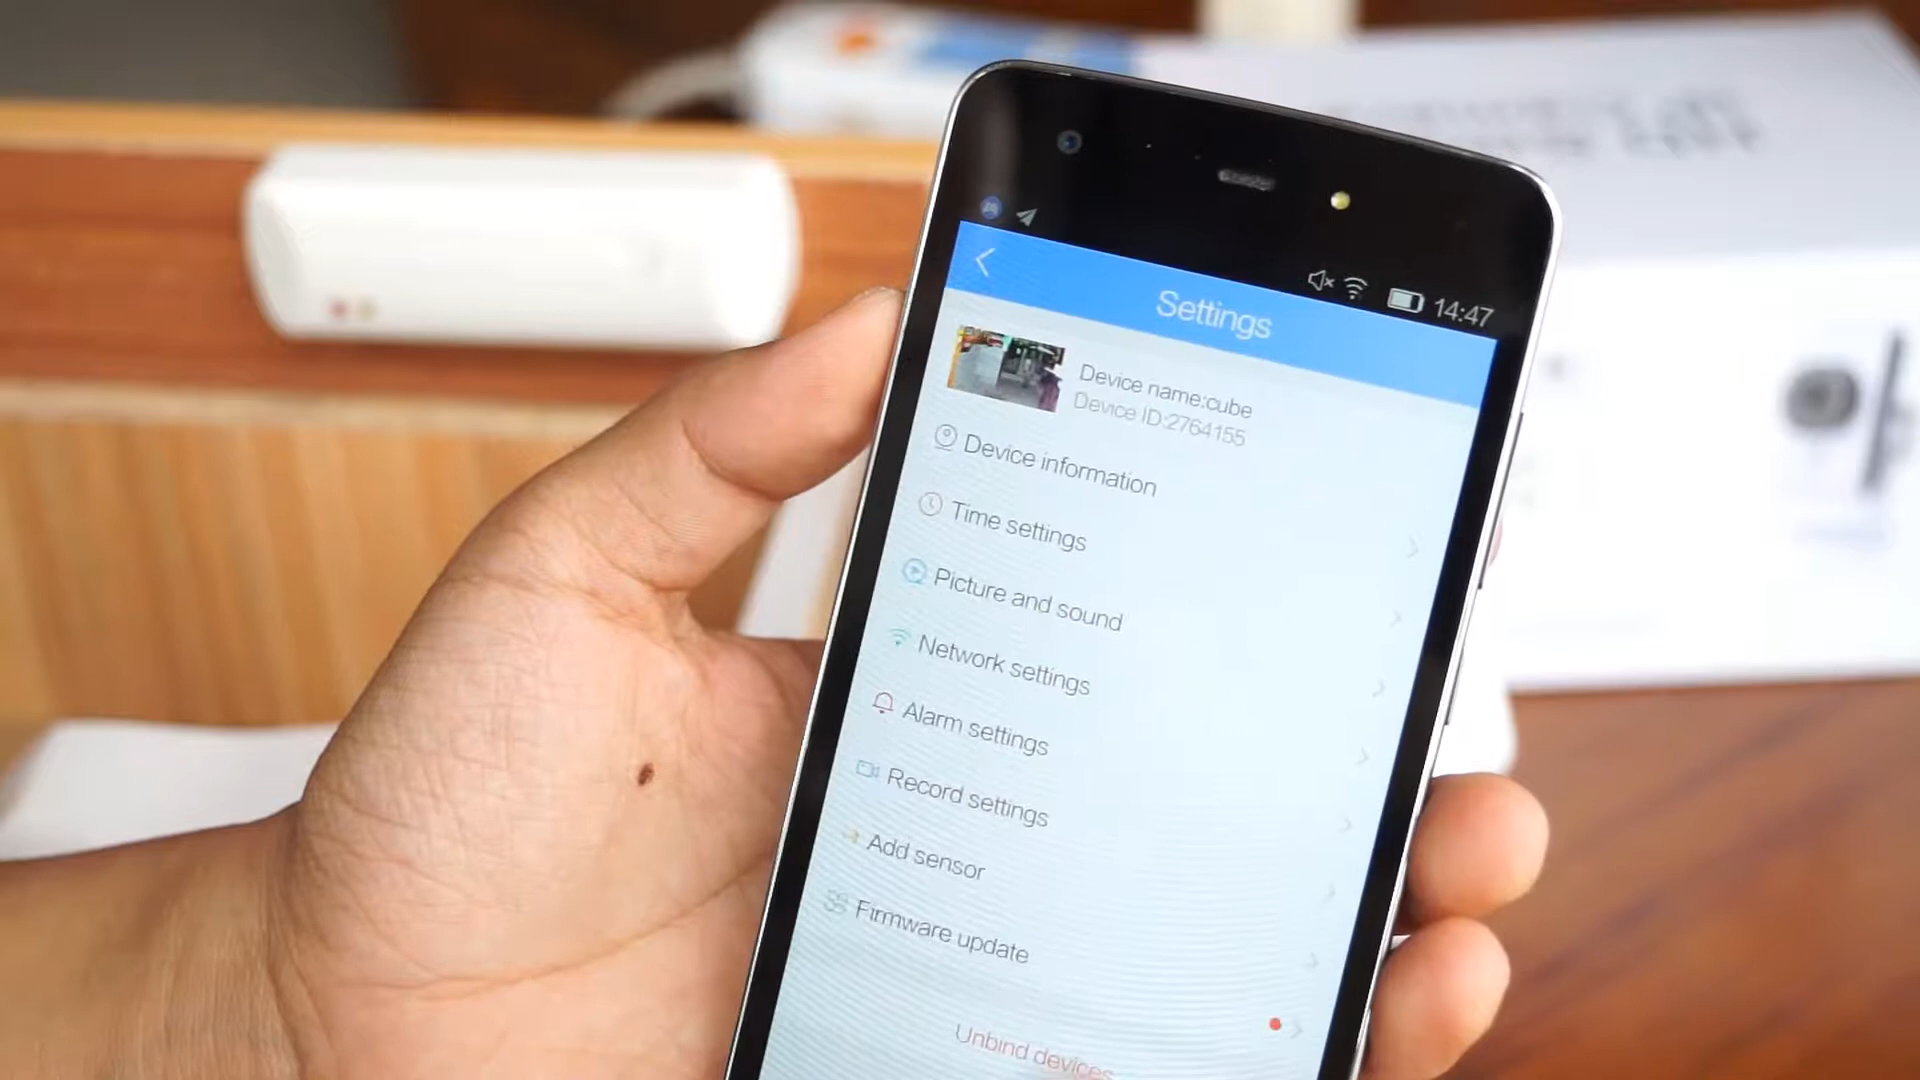 14:47
Settings
Device name:cube
Device ID:2764155
Device information
Time settings
Picture and sound
Network settings
Alarm settings
Record settings
Add sensor
Firmware update
Unbind devices